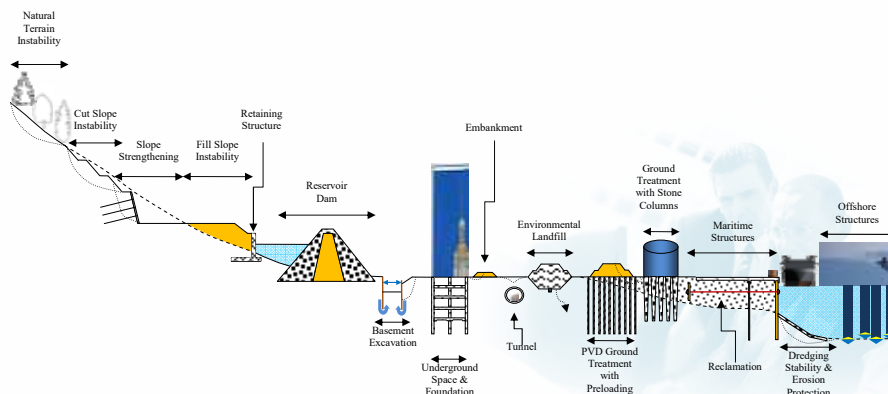 Natural
Terrain
Instability
Cut Slope
Instability
Slope
Strengthening
Fill Slope
Instability
Retaining
Structure
Reservoir
Dam
Basement
Excavation
Underground
Space &
Foundation
Embankment
Tunnel
Environmental
Landfill
PVD Ground
Treatment
with
Preloading
Ground
Treatment
with Stone
Columns
Maritime
Structures
Reclamation
Offshore
Structures
Dredging
Stability &
Erosion
Protection